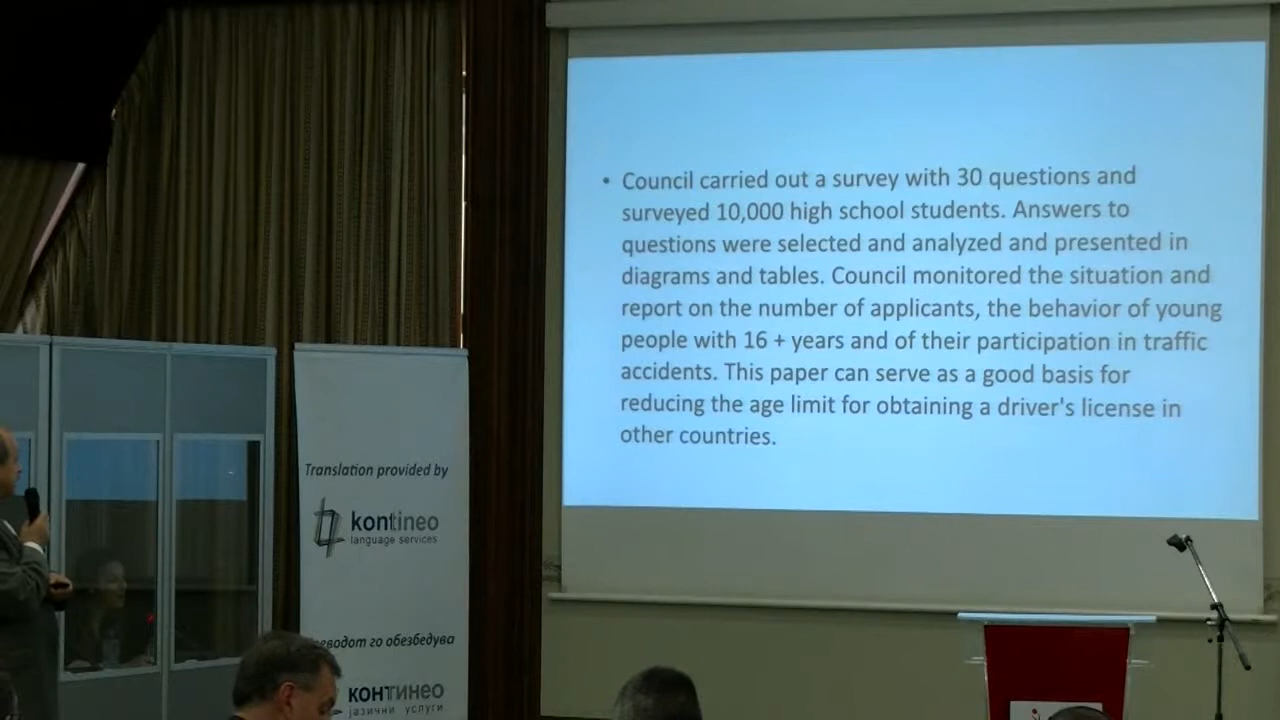 • Council carried out a survey with 30 questions and
surveyed 10,000 high school students. Answers to
questions were selected and analyzed and presented in
diagrams and tables. Council monitored the situation and
report on the number of applicants, the behavior of young
people with 16 + years and of their participation in traffic
accidents. This paper can serve as a good basis for
reducing the age limit for obtaining a driver's license in
other countries.
Translation provided by
kontineo
language services
го обезбедува
континео
јазични услуги